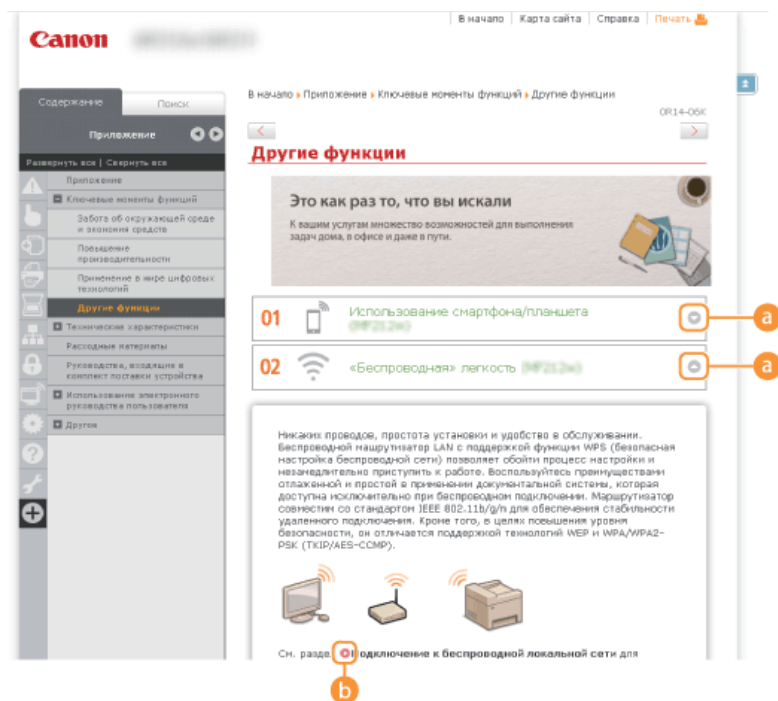 В начало | Карта сайта | Справка | Печать
Canon
Содержание
Поиск
Приложение
Развернуть все | Свернуть все
Приложение
Ключевые моменты функций
Забота об окружающей среде
и экономия средств
Повышение
производительности
Применение в мире цифровых
технологий
Другие функции
Технические характеристики
Расходные материалы
Руководства, входящие в
комплект поставки устройства
Использование электронного
руководства пользователя
Другое
В начало Приложение Ключевые моменты функций Другие функции
0R14-06K
Другие функции
Это как раз то, что вы искали
К вашим услугам множество возможностей для выполнения
задач дома, в офисе и даже в пути.
01 Использование смартфона/планшета
a
02 «Беспроводная» легкость
a
Никаких проводов, простота установки и удобство в обслуживании.
Беспроводной маршрутизатор LAN с поддержкой функции WPS (безопасная
настройка беспроводной сети) позволяет обойти процесс настройки и
незамедлительно приступить к работе. Воспользуйтесь преимуществами
отлаженной и простой в применении документальной системы, которая
доступна исключительно при беспроводном подключении. Маршрутизатор
совместим со стандартом IEEE 802.11b/g/n для обеспечения стабильности
удаленного подключения. Кроме того, в целях повышения уровня
безопасности, он отличается поддержкой технологий WEP и WPA/WPA2-
PSK (TKIP/AES-CCMP).
См. разде Подключение к беспроводной локальной сети для
b